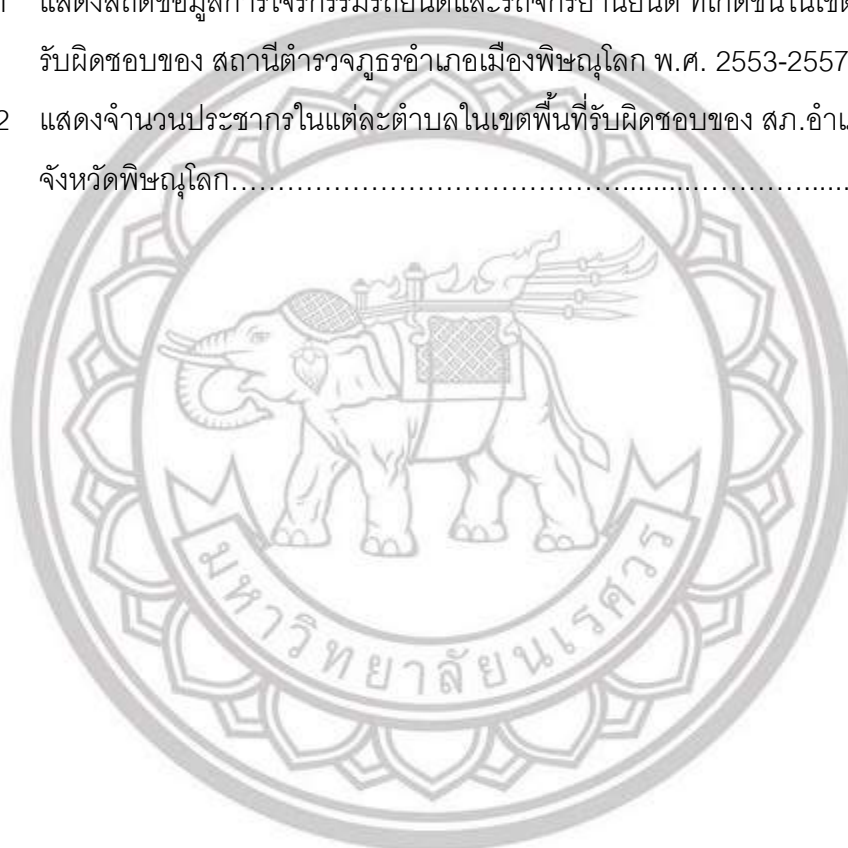 1 แสดงสถิติข้อมูลการโจรกรรมรถยนต์และรถจักรยานยนต์ ที่เกิดขึ้นในเขต
รับผิดชอบของ สถานีตำรวจภูธรอำเภอเมืองพิษณุโลก พ.ศ. 2553-2557
2 แสดงจำนวนประชากรในแต่ละตำบลในเขตพื้นที่รับผิดชอบของ สภ.อำเ
จังหวัดพิษณุโลก................................................................
มหาวิทยาลัยนเรศวร